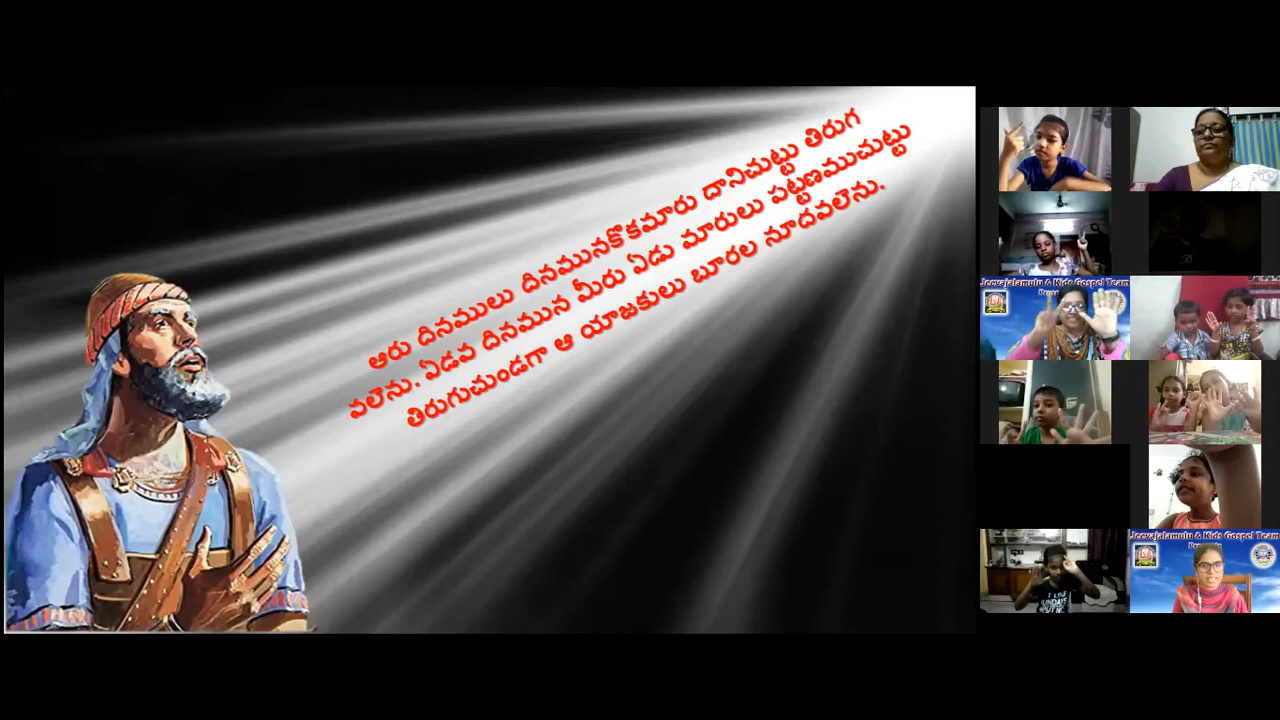 ఆరు దినములు దినమునకొకమారు దానిచుట్టు తిరుగ
వలెను. ఏడవ దినమున మీరు ఏడు మారులు పట్టణముచుట్టు
తిరుగుచుండగా ఆ యాజకులు బూరల నూదవలెను.
Jeevajalamulu & Kids Gospel Team
Jeevajalamulu & Kids Gospel Team